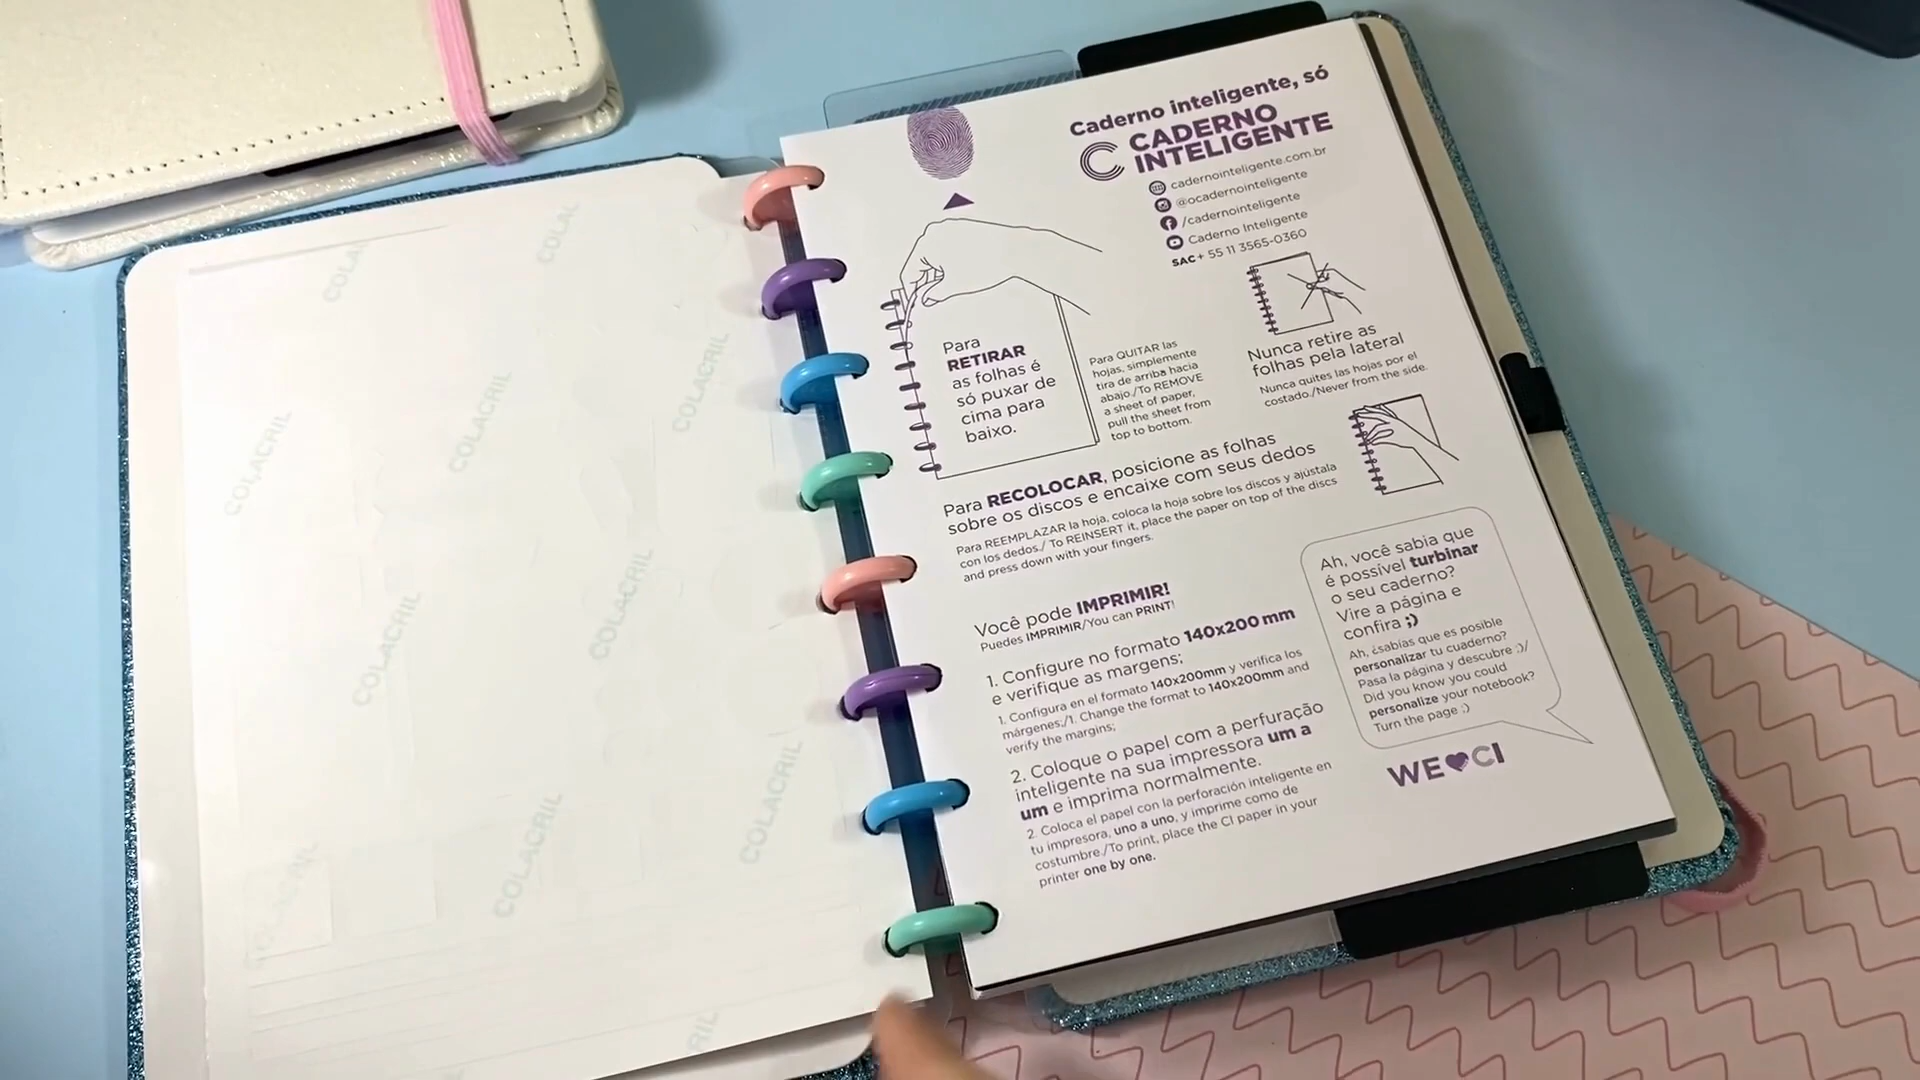 COLACRIL
COLACRIL
COLACRIL
COLACRIL
COLACRIL
COLACRIL
COLACRIL
COLACRIL
Caderno inteligente, só
CADERNO
INTELIGENTE
cadernointeligente.com.br
@ocadernointeligente
/cadernointeligente
Caderno Inteligente
SAC+ 55 11 3565-0360
Para
RETIRAR
as folhas é
só puxar de
cima para
baixo.
Para QUITAR las
hojas, simplemente
tira de arriba hacia
abajo./To REMOVE
a sheet of paper,
pull the sheet from
top to bottom.
Nunca retire as
folhas pela lateral
Nunca quites las hojas por el
costado./Never from the side.
Para RECOLOCAR, posicione as folhas
sobre os discos e encaixe com seus dedos
Para REEMPLAZAR la hoja, coloca la hoja sobre los discos y ajústala
con los dedos./ To REINSERT it, place the paper on top of the discs
and press down with your fingers.
Você pode IMPRIMIR!
Puedes IMPRIMIR/You can PRINT!
1. Configure no formato 140x200 mm
e verifique as margens;
1. Configura en el formato 140x200mm y verifica los
márgenes;/1. Change the format to 140x200mm and
verify the margins;
2. Coloque o papel com a perfuração
inteligente na sua impressora um a
um e imprima normalmente.
2. Coloca el papel con la perforación inteligente en
tu impresora, uno a uno, y imprime como de
costumbre./To print, place the CI paper in your
printer one by one.
Ah, você sabia que
é possível turbinar
o seu caderno?
Vire a página e
confira ;)
Ah, ¿sabías que es posible
personalizar tu cuaderno?
Pasa la página y descubre ;)/
Did you know you could
personalize your notebook?
Turn the page ;)
WE CI